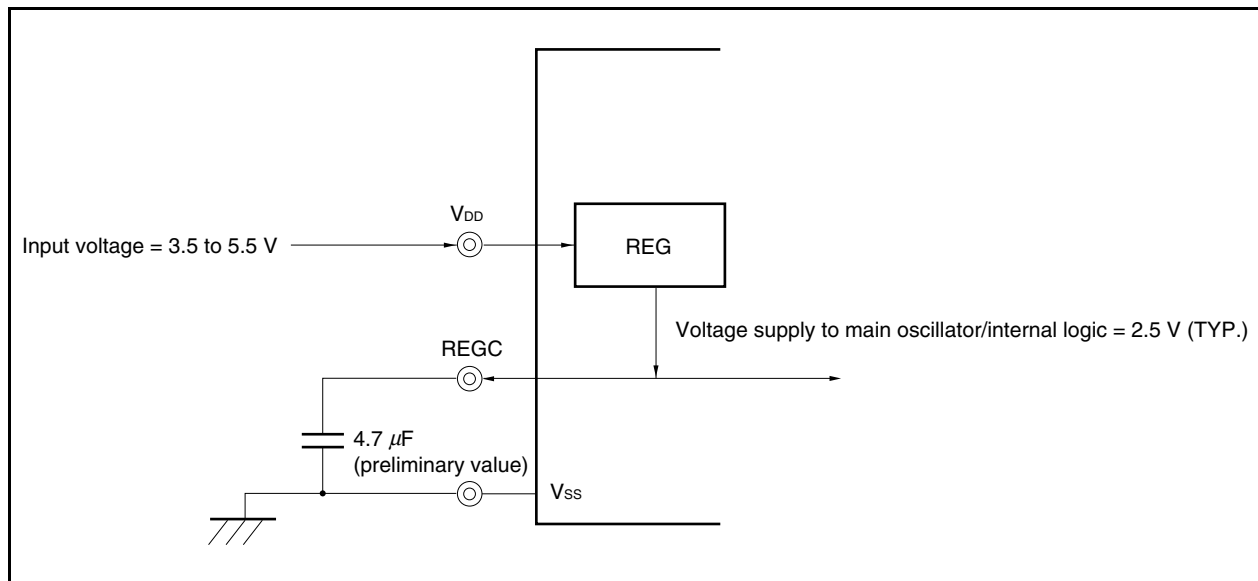 VDD
Input voltage = 3.5 to 5.5 V
REG
Voltage supply to main oscillator/internal logic = 2.5 V (TYP.)
REGC
4.7 μF
(preliminary value)
VSS